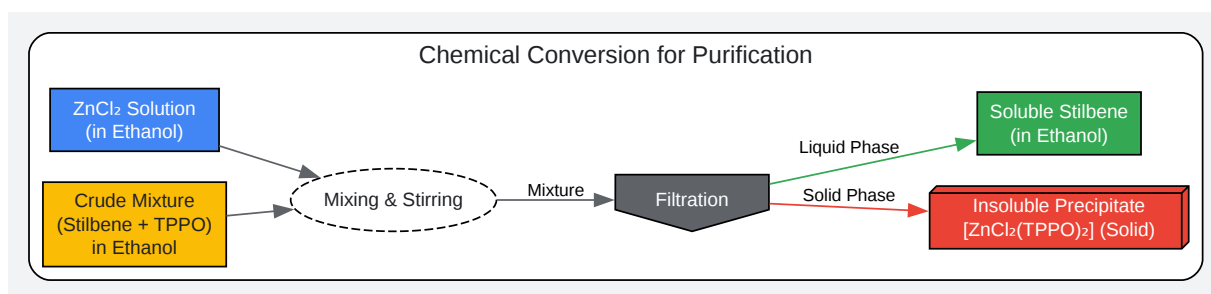 Chemical Conversion for Purification
ZnCl₂ Solution
(in Ethanol)
Crude Mixture
(Stilbene + TPPO)
in Ethanol
Mixing & Stirring
Mixture
Filtration
Liquid Phase
Solid Phase
Soluble Stilbene
(in Ethanol)
Insoluble Precipitate
[ZnCl₂(TPPO)₂] (Solid)